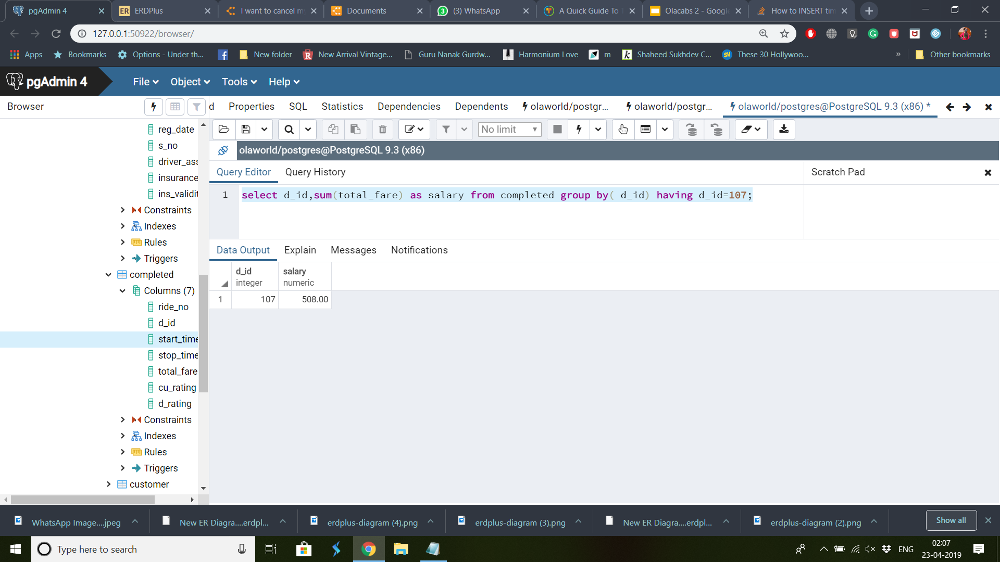 pgAdmin 4
ERDPlus
I want to cancel my
Documents
(3) WhatsApp
A Quick Guide To T
Olacabs 2 - Google
How to INSERT tim
127.0.0.1:50922/browser/
Apps
Bookmarks
Options - Under th...
New folder
New Arrival Vintage...
Guru Nanak Gurdw...
Harmonium Love
m
Shaheed Sukhdev C...
These 30 Hollywoo...
»
Other bookmarks
pgAdmin 4
File
Object
Tools
Help
Browser
d
Properties
SQL
Statistics
Dependencies
Dependents
olaworld/postgr...
olaworld/postgr...
olaworld/postgres@PostgreSQL 9.3 (x86) *
No limit
olaworld/postgres@PostgreSQL 9.3 (x86)
Query Editor
Query History
Scratch Pad
1 select d_id,sum(total_fare) as salary from completed group by( d_id) having d_id=107;
Data Output
Explain
Messages
Notifications
d_id
integer
salary
numeric
1 107 508.00
reg_date
s_no
driver_ass
insurance
ins_validit
Constraints
Indexes
Rules
Triggers
completed
Columns (7)
ride_no
d_id
start_time
stop_time
total_fare
cu_rating
d_rating
Constraints
Indexes
Rules
Triggers
customer
WhatsApp Image....jpeg
New ER Diagra....erdpl...
erdplus-diagram (4).png
erdplus-diagram (3).png
New ER Diagra....erdpl...
erdplus-diagram (2).png
Show all
Type here to search
ENG
02:07
23-04-2019